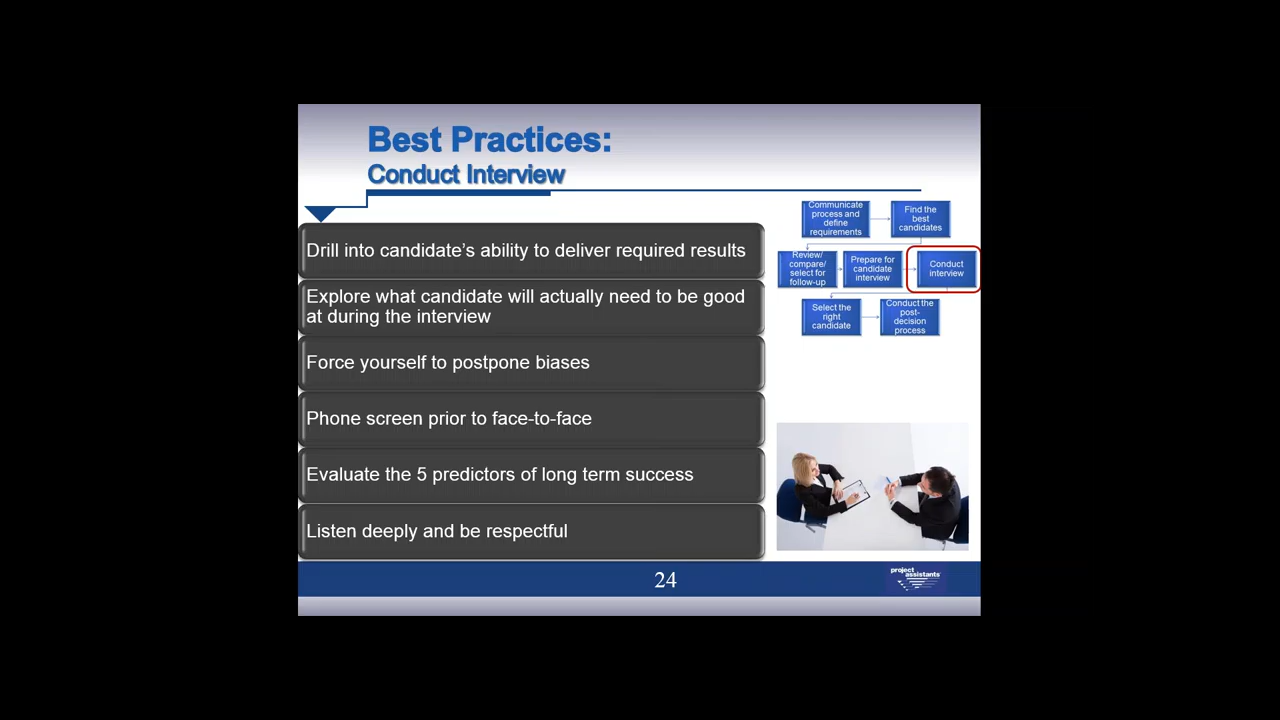 Best Practices:
Conduct Interview
Drill into candidate's ability to deliver required results
Explore what candidate will actually need to be good
at during the interview
Force yourself to postpone biases
Phone screen prior to face-to-face
Evaluate the 5 predictors of long term success
Listen deeply and be respectful
Communicate
process and
define
requirements
Find the
best
candidates
Review/
compare/
select for
follow-up
Prepare for
candidate
interview
Conduct
interview
Select the
right
candidate
Conduct the
post-
decision
process
24
project
assistants